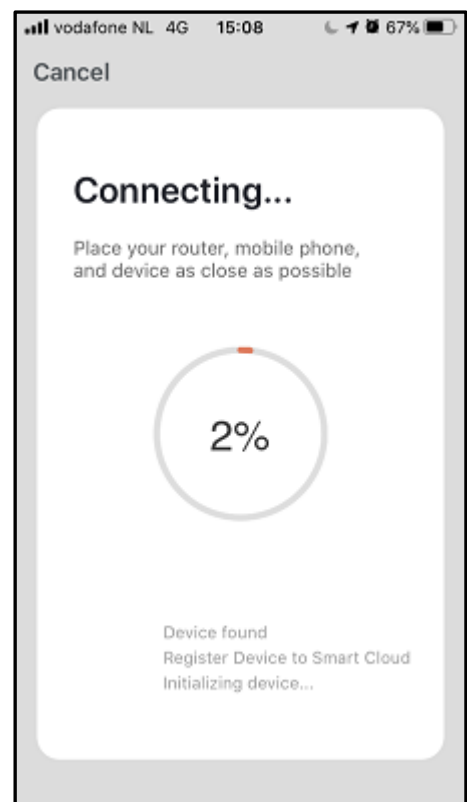 vodafone NL 4G 15:08 67%
Cancel
Connecting...
Place your router, mobile phone,
and device as close as possible
2%
Device found
Register Device to Smart Cloud
Initializing device...